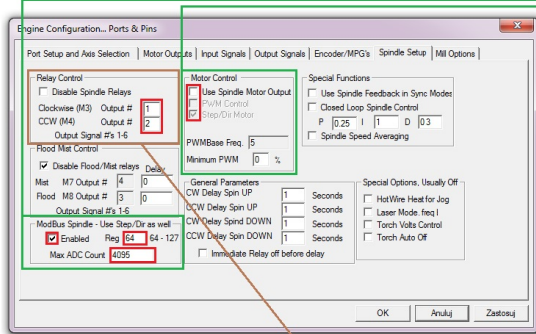 Engine Configuration... Ports & Pins
Port Setup and Axis Selection Motor Outputs Input Signals Output Signals Encoder/MPG's Spindle Setup Mill Options
Relay Control
Disable Spindle Relays
Clockwise (M3) Output # 1
CCW (M4) Output # 2
Output Signal #'s 1-6
Flood Mist Control
Disable Flood/Mist relays Delay
Mist M7 Output # 4 0
Flood M8 Output # 3 0
Output Signal #'s 1-6
ModBus Spindle - Use Step/Dir as well
Enabled Reg 64 64 - 127
Max ADC Count 4095
Motor Control
Use Spindle Motor Output
PWM Control
Step/Dir Motor
PWMBase Freq. 5
Minimum PWM 0 %
General Parameters
CW Delay Spin UP 1 Seconds
CCW Delay Spin UP 1 Seconds
CW Delay Spind DOWN 1 Seconds
CCW Delay Spin DOWN 1 Seconds
Immediate Relay off before delay
Special Functions
Use Spindle Feedback in Sync Modes
Closed Loop Spindle Control
P 0.25 I 1 D 0.3
Spindle Speed Averaging
Special Options, Usually Off
HotWire Heat for Jog
Laser Mode. freq I
Torch Volts Control
Torch Auto Off
OK Anuluj Zastosuj